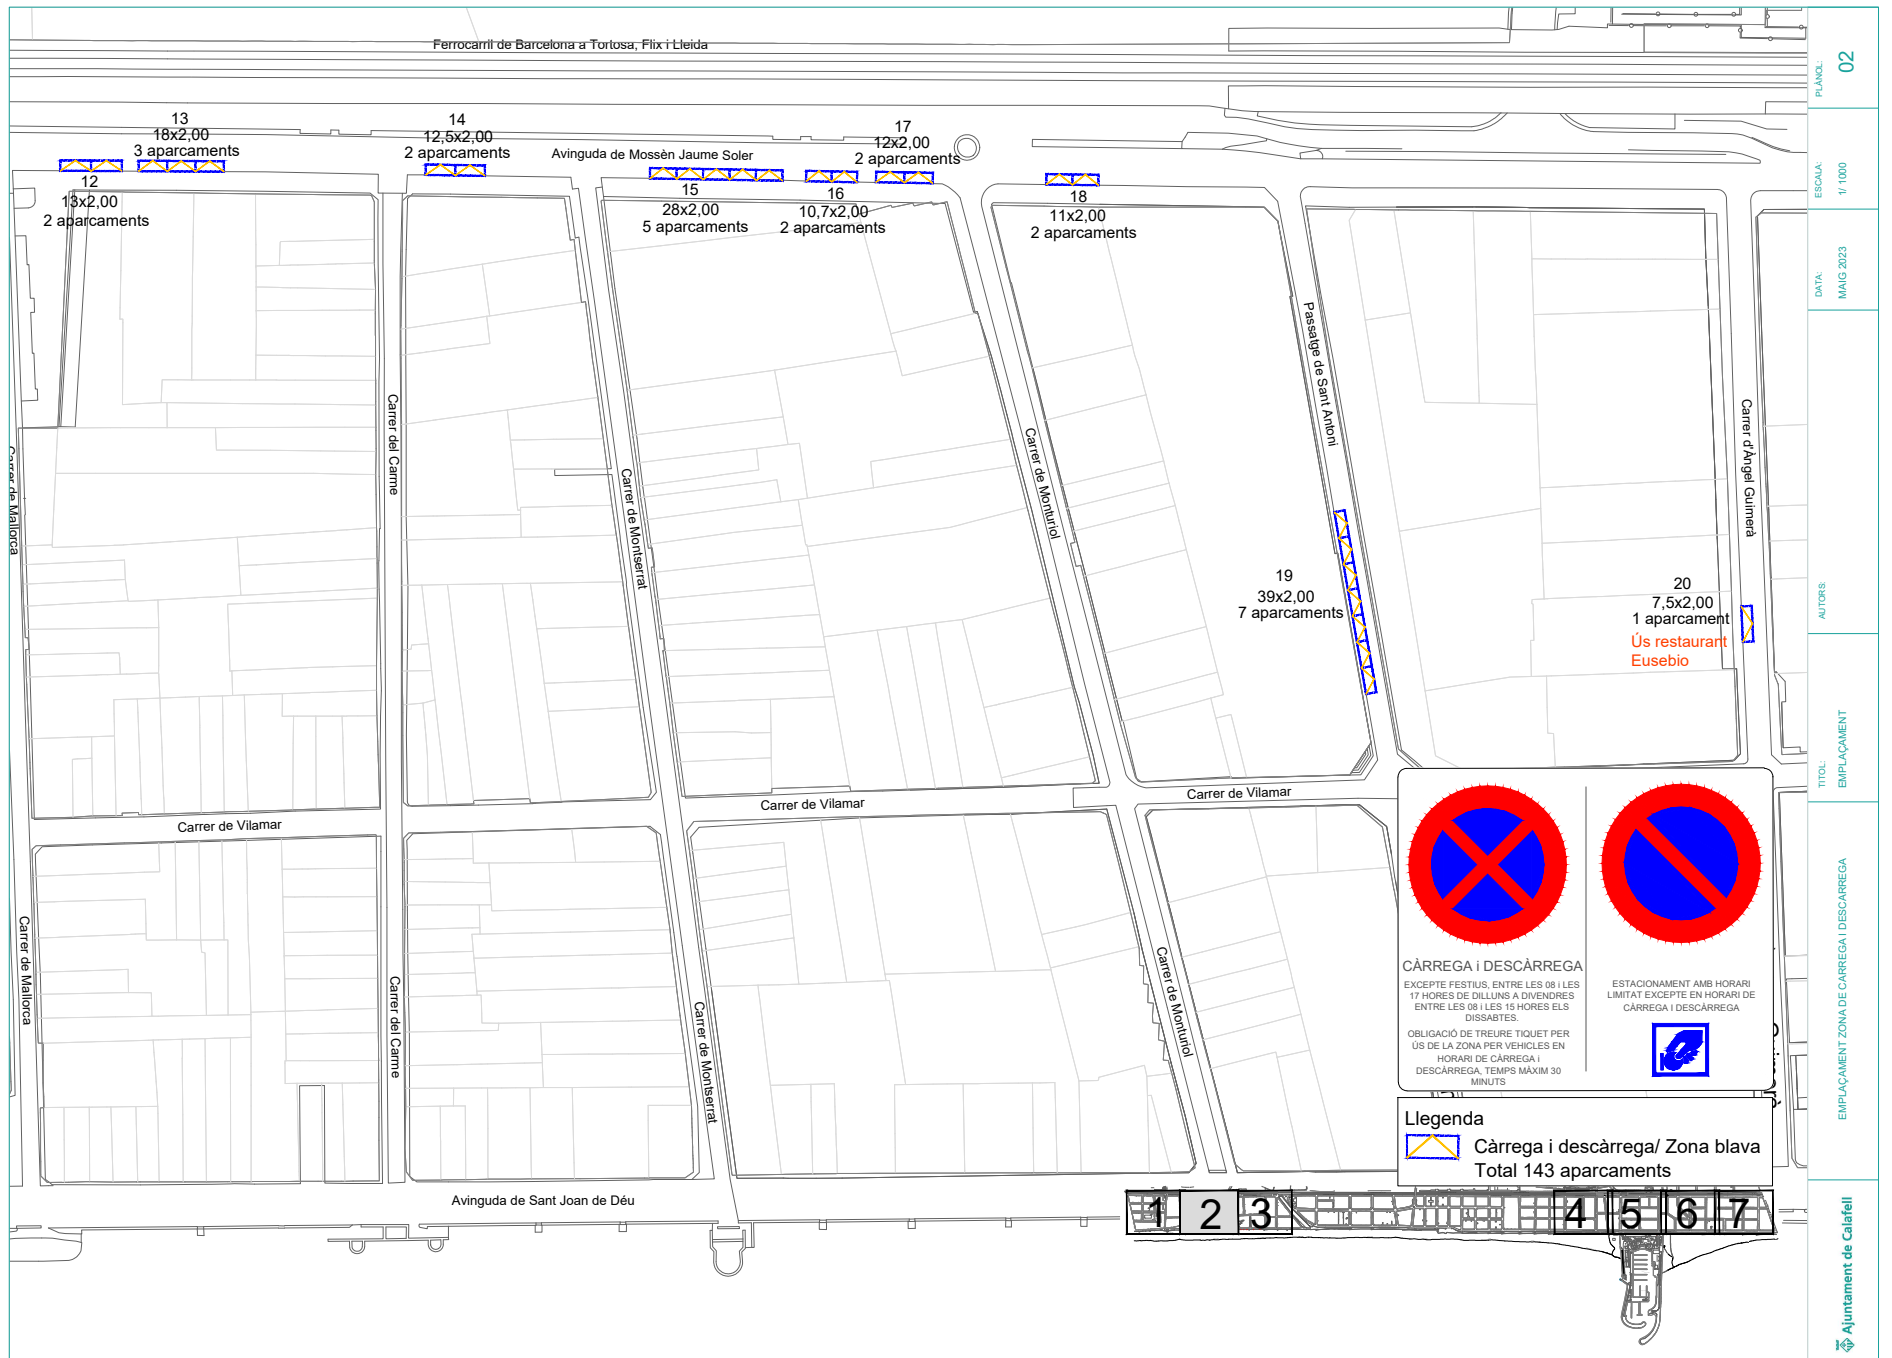 Ferrocarril de Barcelona a Tortosa, Flix i Lleida
13
18x2,00
3 aparcaments
14
12,5x2,00
2 aparcaments
Avinguda de Mossèn Jaume Soler
17
12x2,00
2 aparcaments
12
13x2,00
2 aparcaments
15
28x2,00
5 aparcaments
16
10,7x2,00
2 aparcaments
18
11x2,00
2 aparcaments
Carrer de Mallorca
Carrer del Carme
Carrer de Montserrat
Carrer de Monturiol
Passatge de Sant Antoni
Carrer d'Àngel Guimerà
19
39x2,00
7 aparcaments
20
7,5x2,00
1 aparcament
Ús restaurant
Eusebio
Carrer de Vilamar
Carrer de Vilamar
Carrer de Vilamar
Carrer de Mallorca
Carrer del Carme
Carrer de Montserrat
Carrer de Monturiol
CÀRREGA i DESCÀRREGA
EXCEPTE FESTIUS, ENTRE LES 08 i LES
17 HORES DE DILLUNS A DIVENDRES
ENTRE LES 08 i LES 15 HORES ELS
DISSABTES.
OBLIGACIÓ DE TREURE TIQUET PER
ÚS DE LA ZONA PER VEHICLES EN
HORARI DE CÀRREGA i
DESCÀRREGA, TEMPS MÀXIM 30
MINUTS
ESTACIONAMENT AMB HORARI
LIMITAT EXCEPTE EN HORARI DE
CÀRREGA I DESCÀRREGA
Llegenda
Càrrega i descàrrega/ Zona blava
Total 143 aparcaments
Avinguda de Sant Joan de Déu
1 2 3 4 5 6 7
PLÀNOL:
02
ESCALA:
1/ 1000
DATA:
MAIG 2023
AUTORS:
TITOL:
EMPLAÇAMENT
EMPLAÇAMENT ZONA DE CARREGA I DESCARREGA
Ajuntament de Calafell